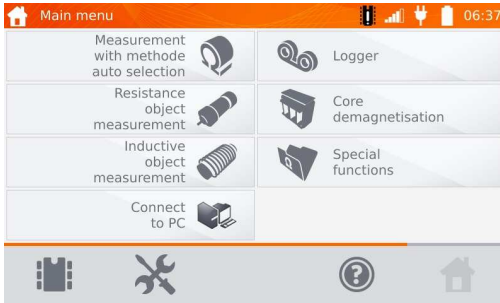 Main menu
06:37
Measurement
with methode
auto selection
Logger
Resistance
object
measurement
Core
demagnetisation
Inductive
object
measurement
Special
functions
Connect
to PC